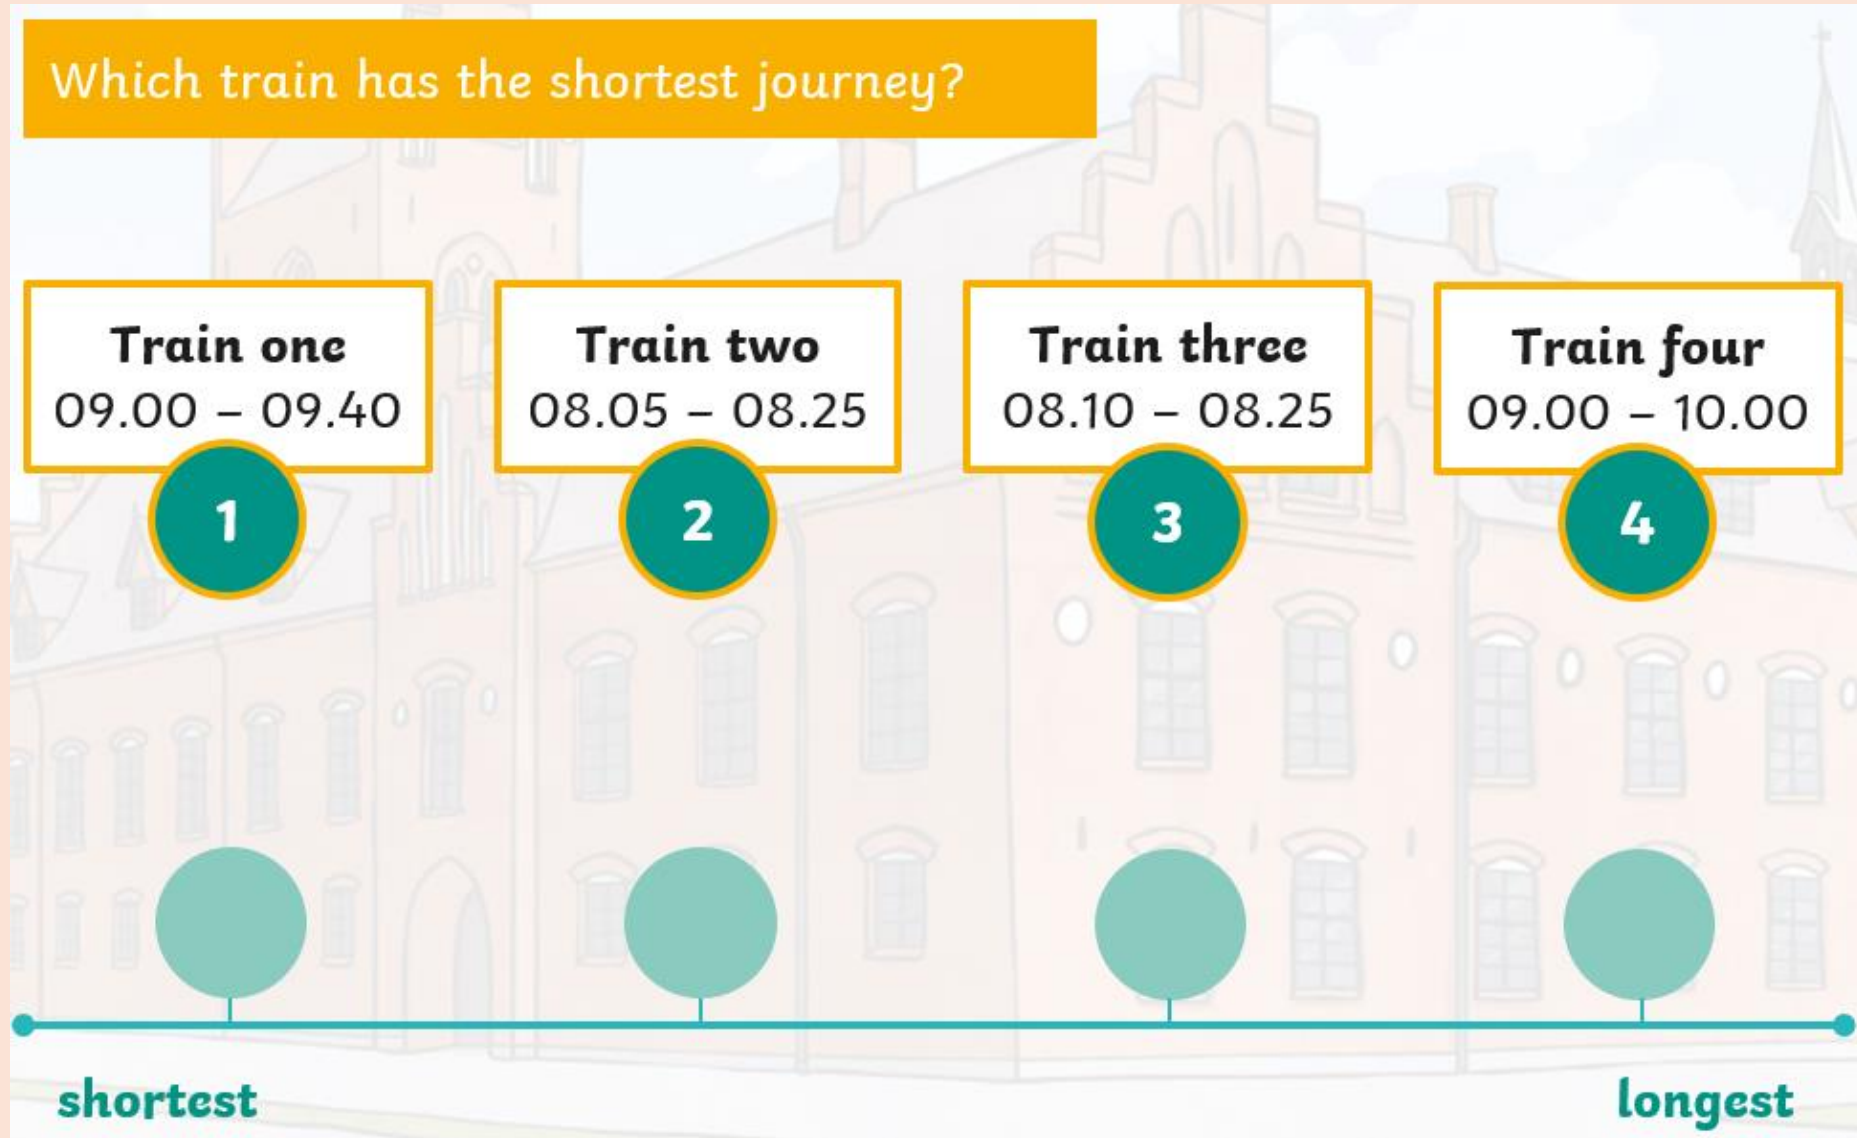 Which train has the shortest journey?
Train one
09.00 – 09.40
1
Train two
08.05 – 08.25
2
Train three
08.10 – 08.25
3
Train four
09.00 – 10.00
4
shortest
longest